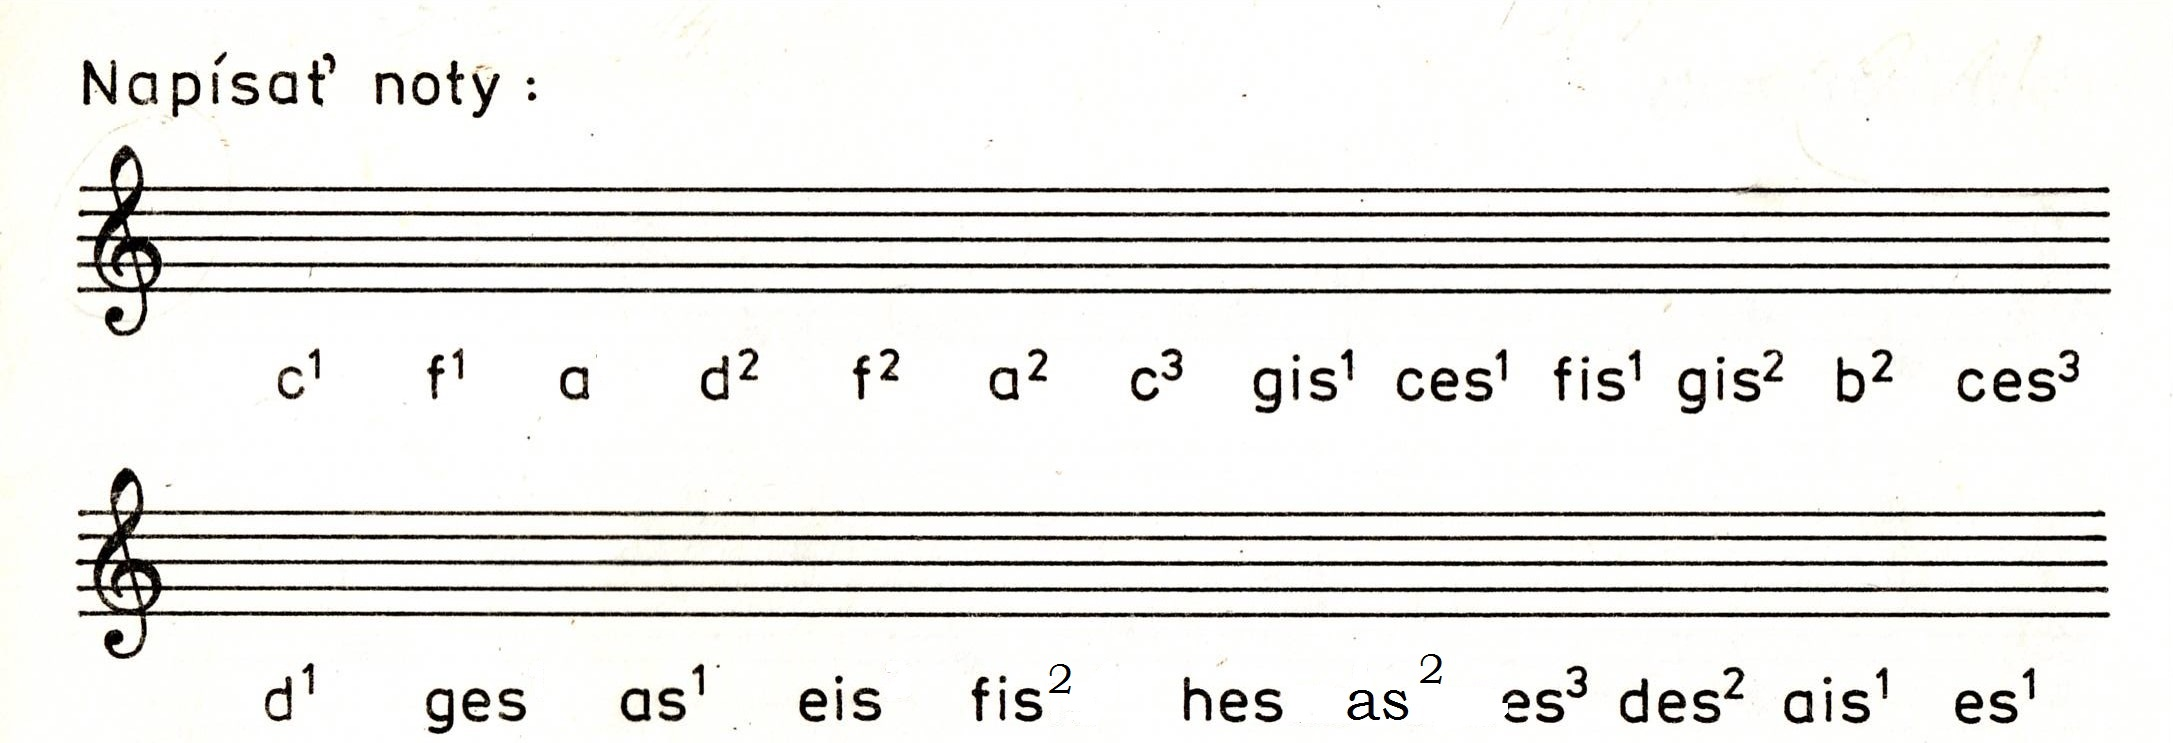 Napísať noty :
c¹ f¹ a d² f² a² c³ gis¹ ces¹ fis¹ gis² b² ces³
d¹ ges as¹ eis fis² hes as² es³ des² ais¹ es¹